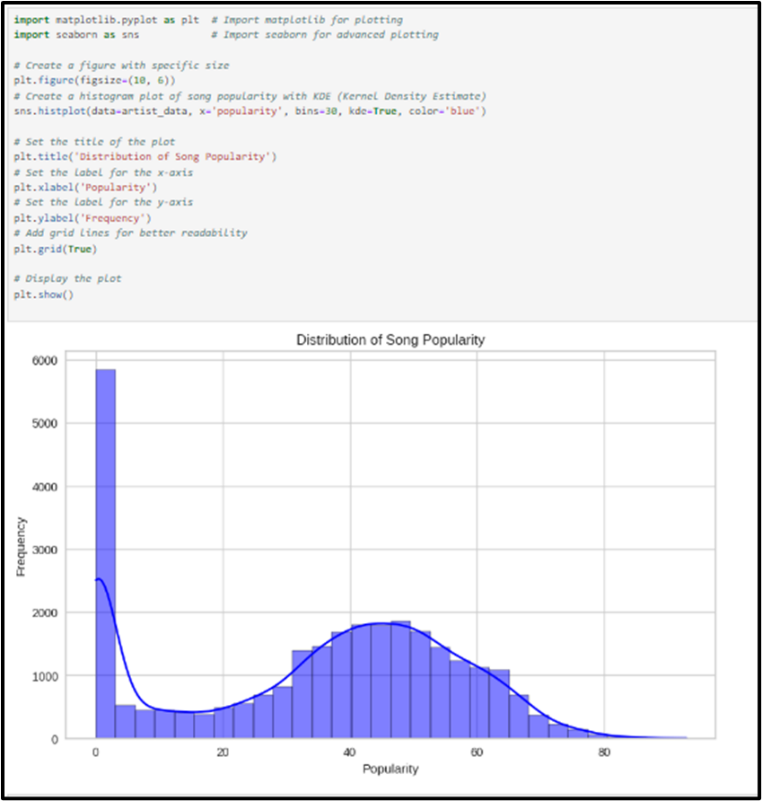 import matplotlib.pyplot as plt  # Import matplotlib for plotting
import seaborn as sns            # Import seaborn for advanced plotting
# Create a figure with specific size
plt.figure(figsize=(10, 6))
# Create a histogram plot of song popularity with KDE (Kernel Density Estimate)
sns.histplot(data=artist_data, x='popularity', bins=30, kde=True, color='blue')
# Set the title of the plot
plt.title('Distribution of Song Popularity')
# Set the label for the x-axis
plt.xlabel('Popularity')
# Set the label for the y-axis
plt.ylabel('Frequency')
# Add grid lines for better readability
plt.grid(True)
# Display the plot
plt.show()
Distribution of Song Popularity
6000
5000
4000
3000
2000
1000
0
Frequency
0 20 40 60 80
Popularity